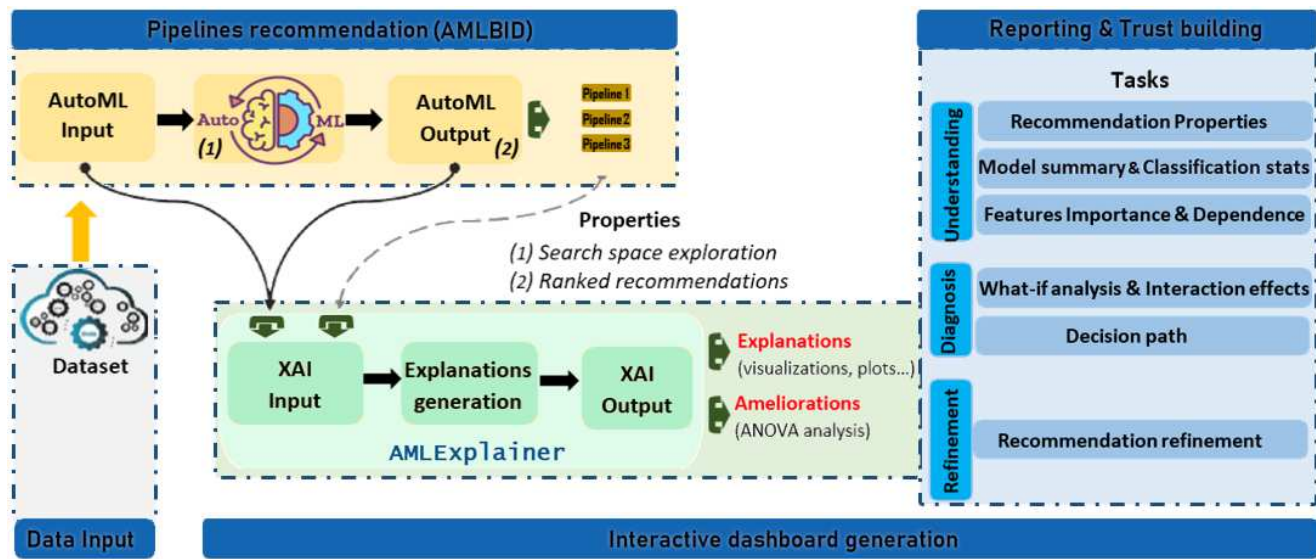 Pipelines recommendation (AMLBID)
AutoML
Input
Auto
ML
(1)
AutoML
Output
(2)
Pipeline 1
Pipeline 2
Pipeline 3
Properties
(1) Search space exploration
(2) Ranked recommendations
Dataset
Data Input
XAI
Input
Explanations
generation
XAI
Output
AMLExplainer
Explanations
(visualizations, plots...)
Ameliorations
(ANOVA analysis)
Interactive dashboard generation
Reporting & Trust building
Tasks
Understanding
Recommendation Properties
Model summary & Classification stats
Features Importance & Dependence
Diagnosis
What-if analysis & Interaction effects
Decision path
Refinement
Recommendation refinement